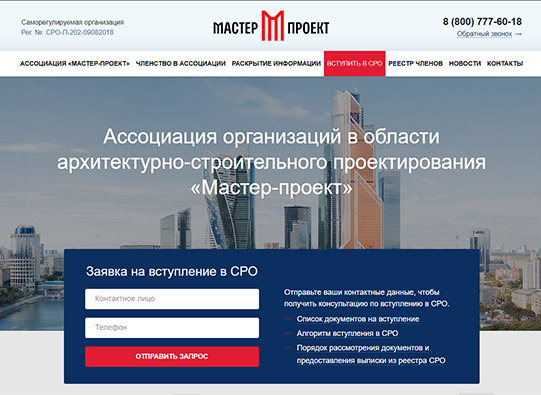 Саморегулируемая организация
Рег. №: СРО-П-202-09082018
МАСТЕР ПРОЕКТ
8 (800) 777-60-18
Обратный звонок →
АССОЦИАЦИЯ «МАСТЕР-ПРОЕКТ» ЧЛЕНСТВО В АССОЦИАЦИИ РАСКРЫТИЕ ИНФОРМАЦИИ ВСТУПИТЬ В СРО РЕЕСТР ЧЛЕНОВ НОВОСТИ КОНТАКТЫ
Ассоциация организаций в области
архитектурно-строительного проектирования
«Мастер-проект»
Заявка на вступление в СРО
Контактное лицо
Телефон
ОТПРАВИТЬ ЗАПРОС
Отправьте ваши контактные данные, чтобы
получить консультацию по вступлению в СРО.
— Список документов на вступление
— Алгоритм вступления в СРО
— Порядок рассмотрения документов и
предоставления выписки из реестра СРО